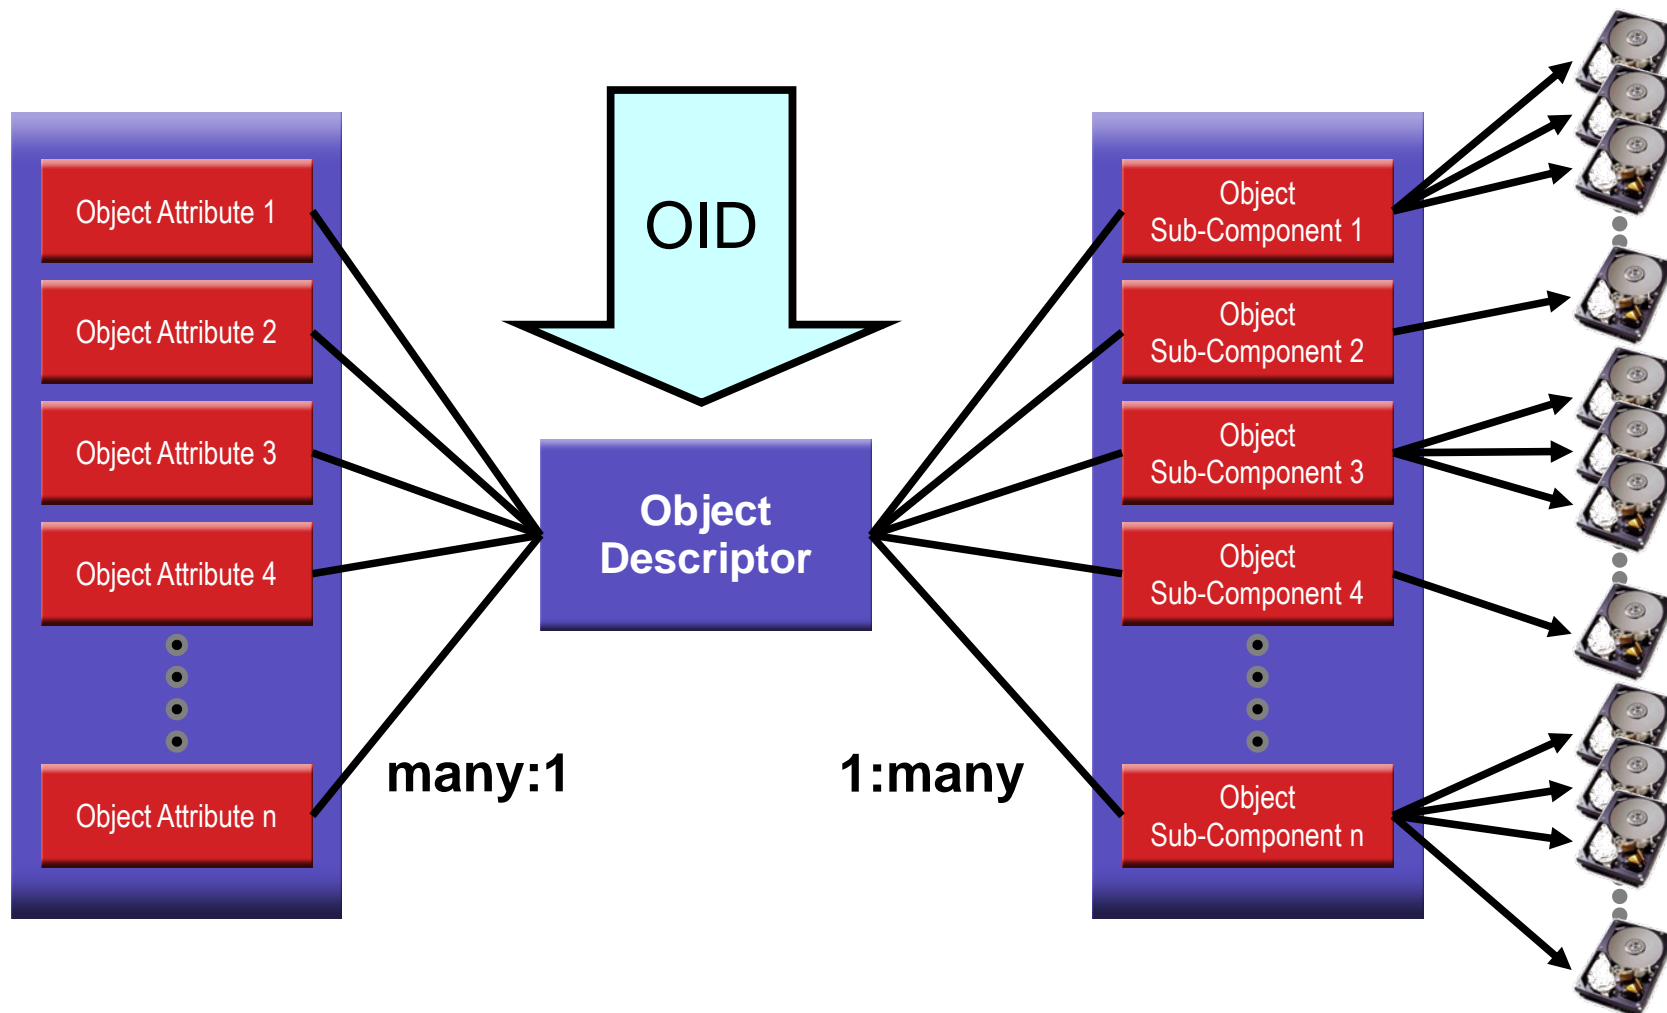 Object Attribute 1
Object Attribute 2
Object Attribute 3
Object Attribute 4
Object Attribute n
many:1
OID
Object
Descriptor
1:many
Object
Sub-Component 1
Object
Sub-Component 2
Object
Sub-Component 3
Object
Sub-Component 4
Object
Sub-Component n